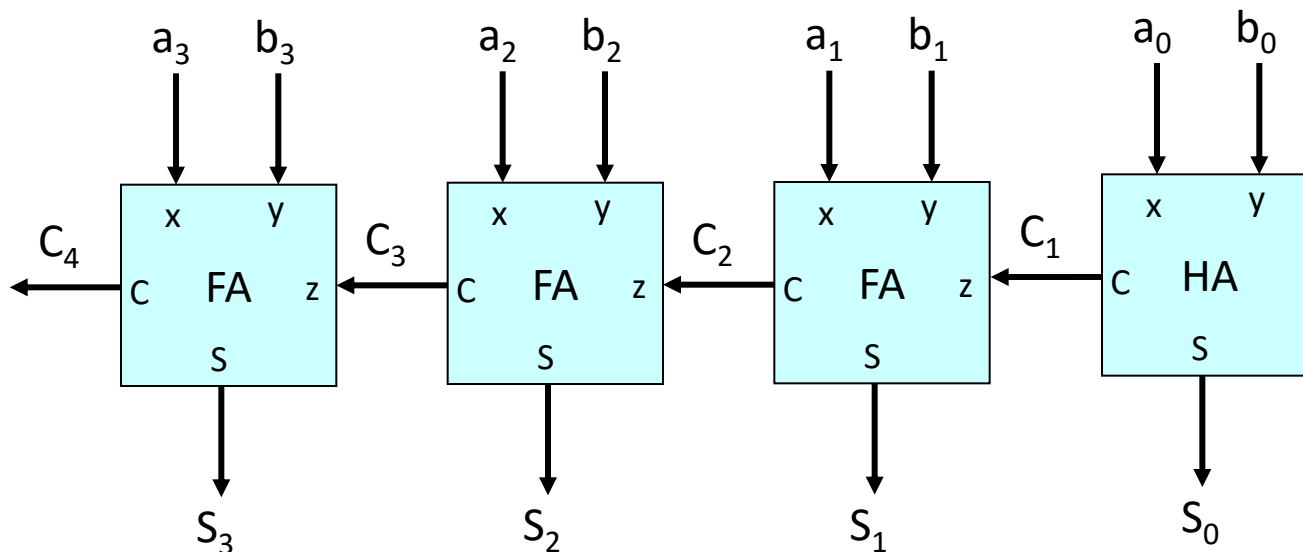 a₃ b₃ a₂ b₂ a₁ b₁ a₀ b₀
x y x y x y x y
C₄ C₃ C₂ C₁
C FA z C FA z C FA z C HA
S S S S
S₃ S₂ S₁ S₀